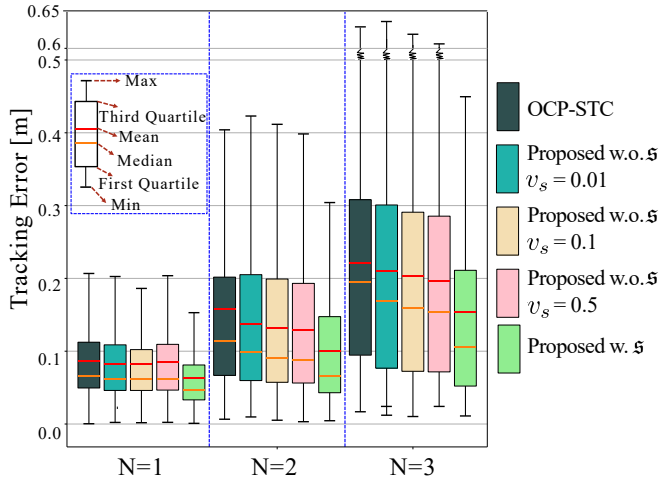 Tracking Error [m]
0.65
0.6
0.5
0.4
0.3
0.2
0.1
0.0
Max
Third Quartile
Mean
Median
First Quartile
Min
N=1
N=2
N=3
OCP-STC
Proposed w.o. 𝔰
v_s = 0.01
Proposed w.o. 𝔰
v_s = 0.1
Proposed w.o. 𝔰
v_s = 0.5
Proposed w. 𝔰